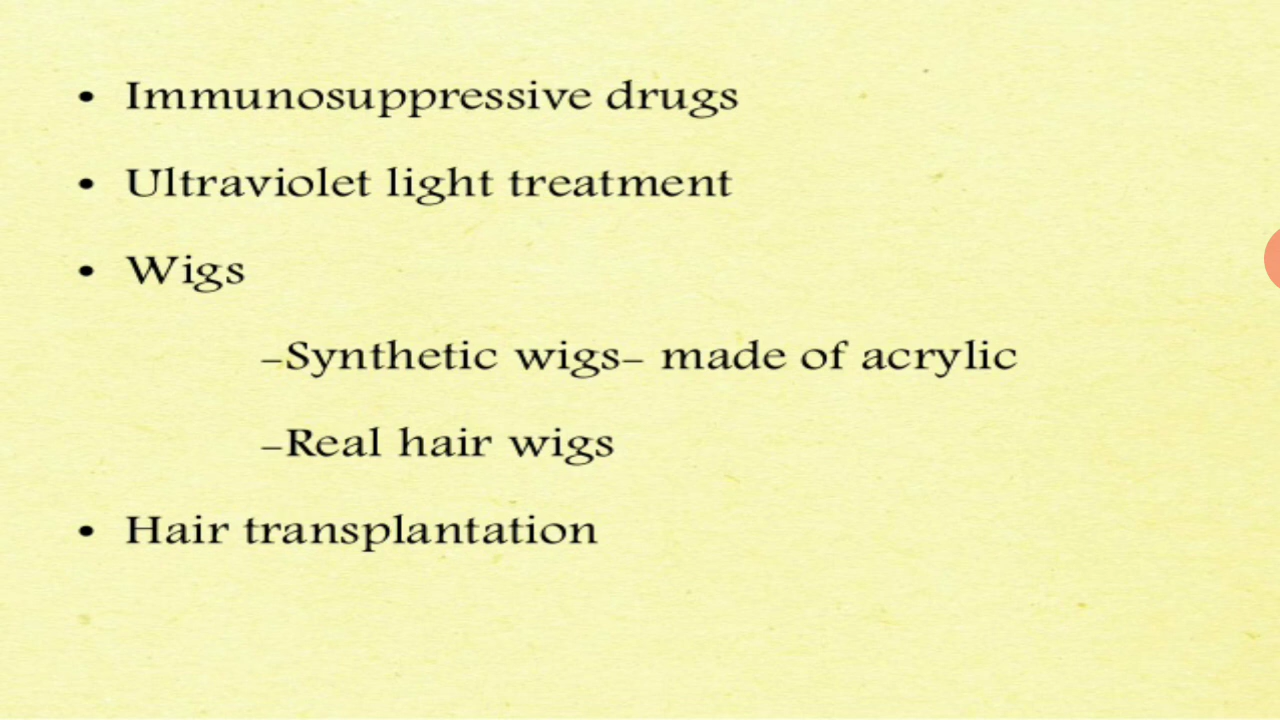 • Immunosuppressive drugs
• Ultraviolet light treatment
• Wigs
–Synthetic wigs– made of acrylic
–Real hair wigs
• Hair transplantation